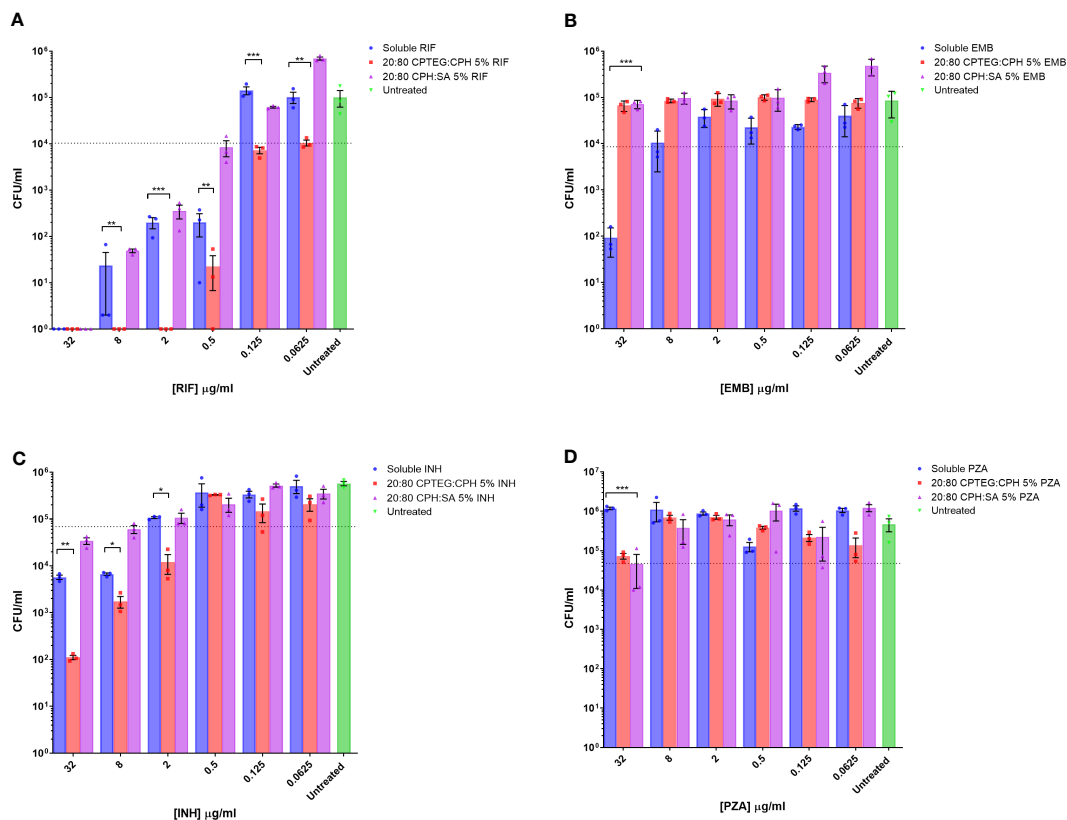 A
Soluble RIF
20:80 CPTEG:CPH 5% RIF
20:80 CPH:SA 5% RIF
Untreated
CFU/ml
10⁶
10⁵
10⁴
10³
10²
10¹
10⁰
***
**
**
***
**
32
8
2
0.5
0.125
0.0625
Untreated
[RIF] μg/ml
B
Soluble EMB
20:80 CPTEG:CPH 5% EMB
20:80 CPH:SA 5% EMB
Untreated
CFU/ml
10⁶
10⁵
10⁴
10³
10²
10¹
10⁰
***
32
8
2
0.5
0.125
0.0625
Untreated
[EMB] μg/ml
C
Soluble INH
20:80 CPTEG:CPH 5% INH
20:80 CPH:SA 5% INH
Untreated
CFU/ml
10⁶
10⁵
10⁴
10³
10²
10¹
10⁰
*
**
*
32
8
2
0.5
0.125
0.0625
Untreated
[INH] μg/ml
D
Soluble PZA
20:80 CPTEG:CPH 5% PZA
20:80 CPH:SA 5% PZA
Untreated
CFU/ml
10⁷
10⁶
10⁵
10⁴
10³
10²
10¹
10⁰
***
32
8
2
0.5
0.125
0.0625
Untreated
[PZA] μg/ml